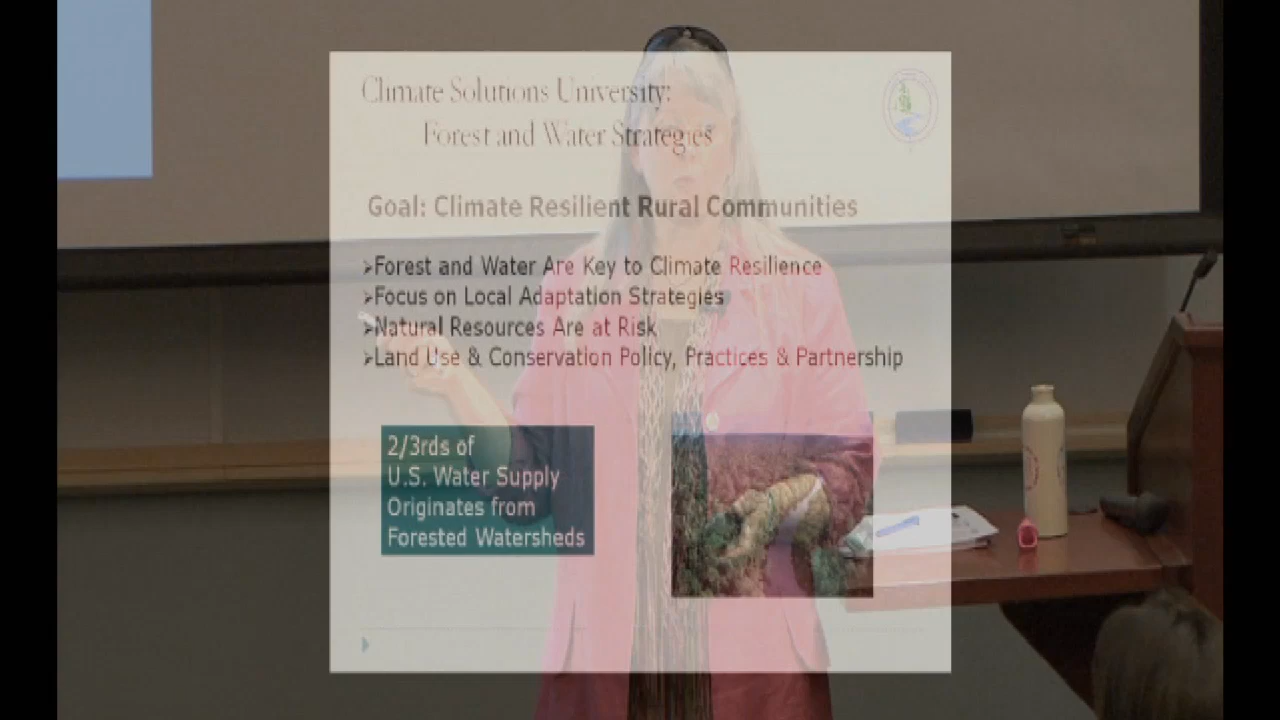 Climate Solutions University:
Forest and Water Strategies
Goal: Climate Resilient Rural Communities
➢Forest and Water Are Key to Climate Resilience
➢Focus on Local Adaptation Strategies
➢Natural Resources Are at Risk
➢Land Use & Conservation Policy, Practices & Partnership
2/3rds of
U.S. Water Supply
Originates from
Forested Watersheds